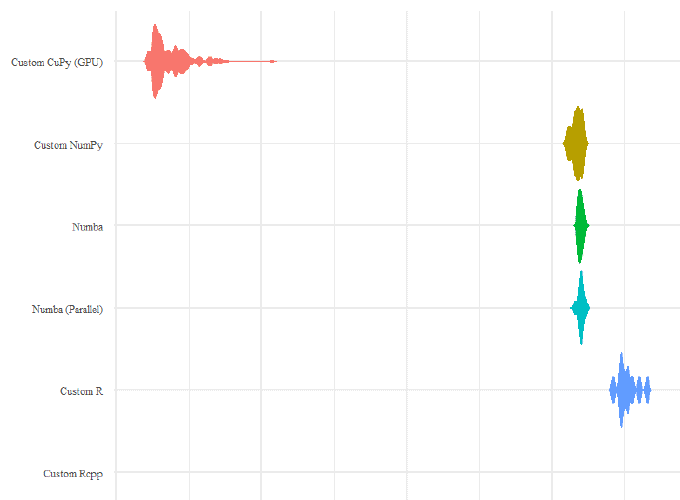 Custom CuPy (GPU)
Custom NumPy
Numba
Numba (Parallel)
Custom R
Custom Rcpp